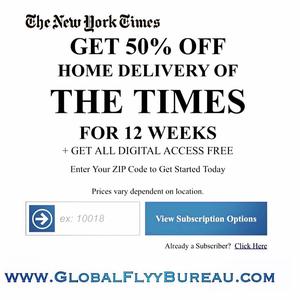 The New York Times
GET 50% OFF
HOME DELIVERY OF
THE TIMES
FOR 12 WEEKS
+ GET ALL DIGITAL ACCESS FREE
Enter Your ZIP Code to Get Started Today
Prices vary dependent on location.
ex: 10018 View Subscription Options
Already a Subscriber? Click Here
www.GlobalFlyyBureau.com